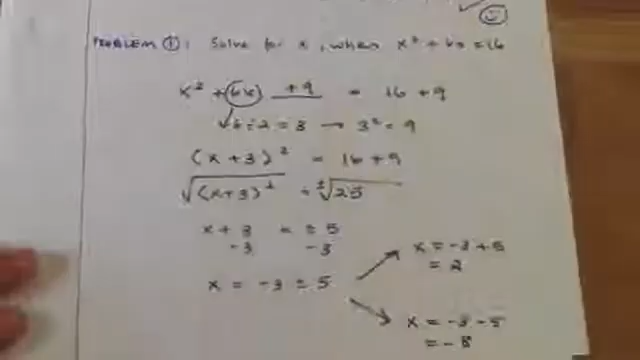 PROBLEM ①: Solve for x, when x² + 6x = 16
x² + 6x + 9 = 16 + 9
6 ÷ 2 = 3 → 3² = 9
(x + 3)² = 16 + 9
√(x+3)² = ±√25
x + 3 = ± 5
-3 -3
x = -3 ± 5
x = -3 + 5
= 2
x = -3 - 5
= -8